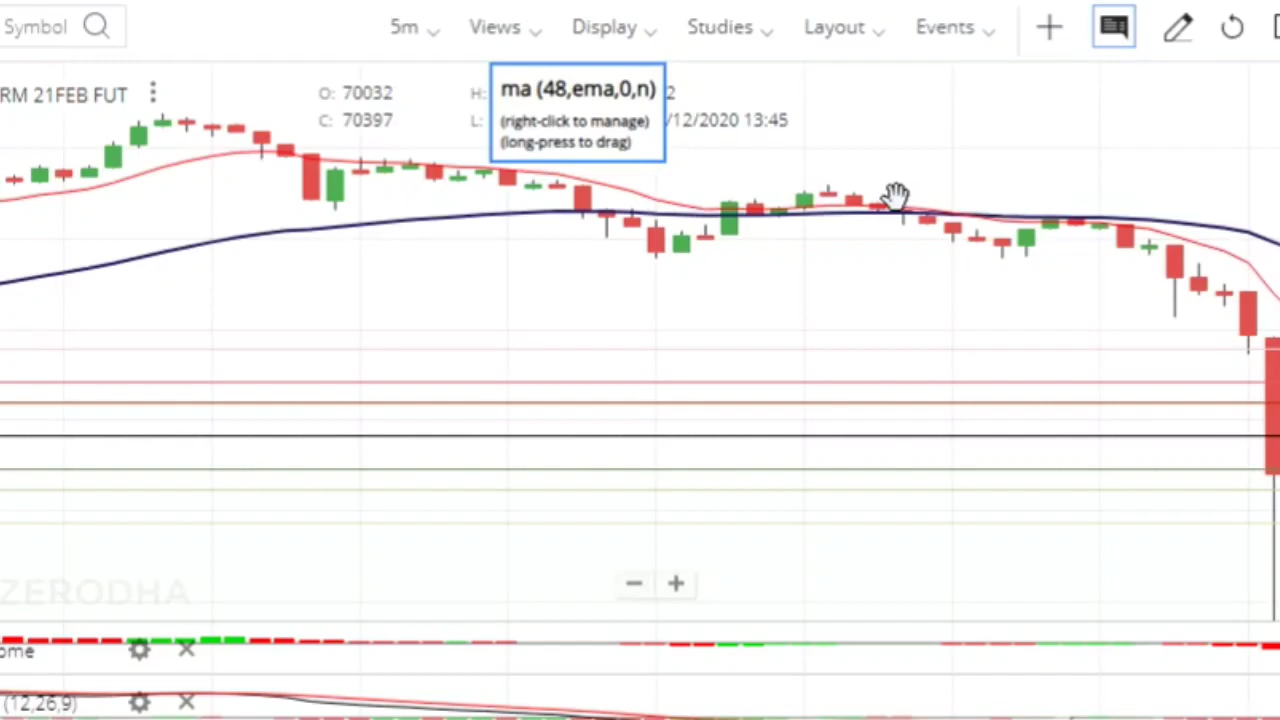 Symbol 5m Views Display Studies Layout Events
RM 21FEB FUT O: 70032 H: 2
C: 70397 L: /12/2020 13:45
ma (48,ema,0,n)
(right-click to manage)
(long-press to drag)
ZERODHA
ome
(12,26,9)